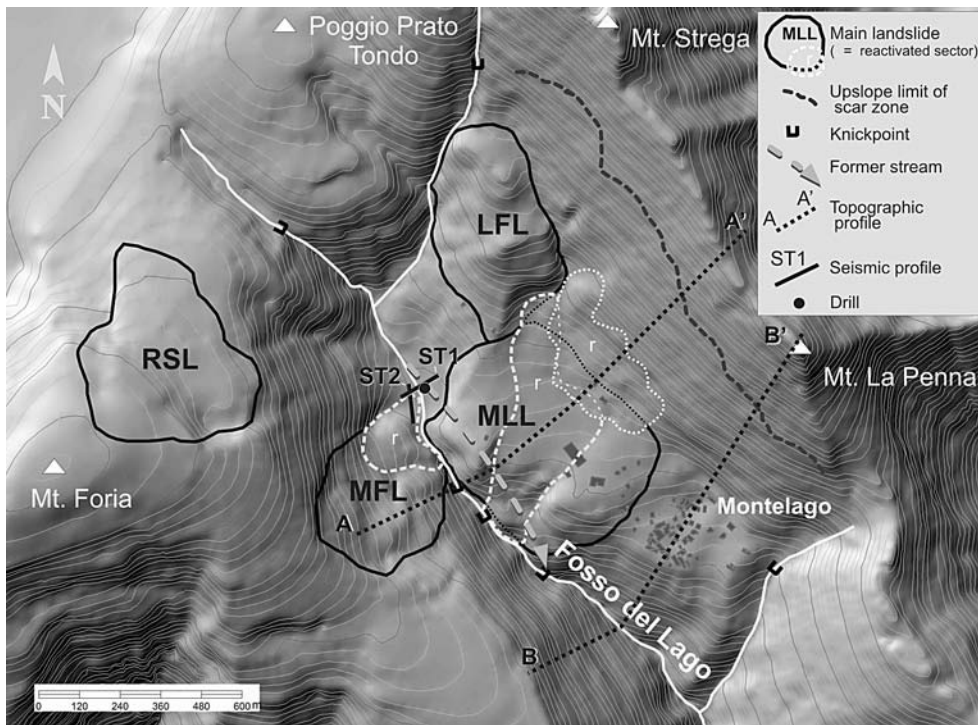 Poggio Prato
Tondo
Mt. Strega
N
LFL
A'
RSL
ST1
ST2
r
r
r
MLL
B'
Mt. La Penna
Mt. Foria
MFL
A
Montelago
Fosso del Lago
B
0 120 240 360 480 600
m
MLL
r
Main landslide
( = reactivated sector)
Upslope limit of
scar zone
Knickpoint
Former stream
A A'
Topographic
profile
ST1
Seismic profile
Drill